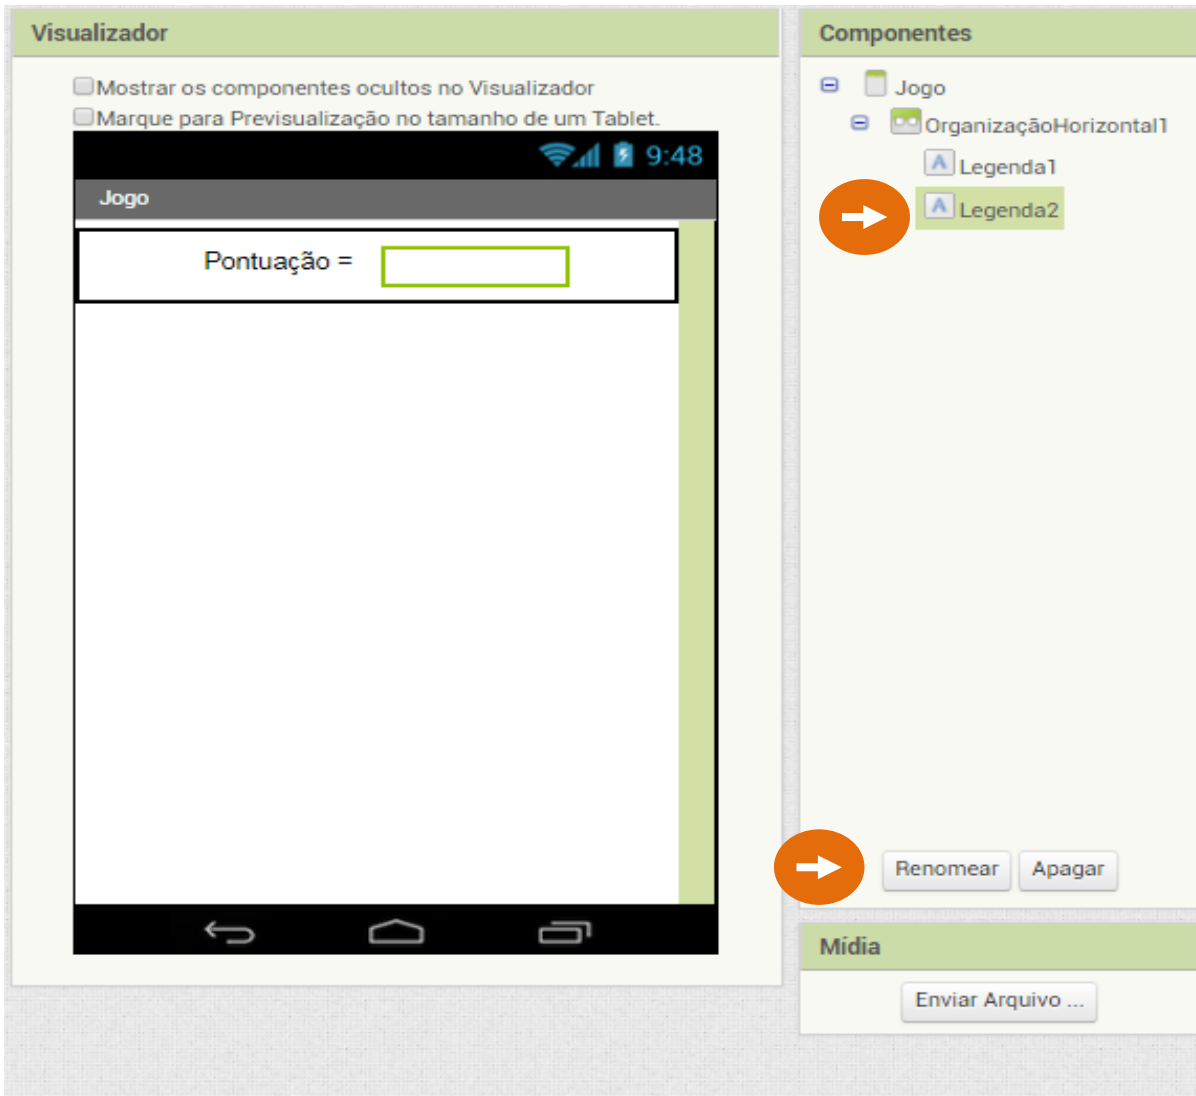 Visualizador
Mostrar os componentes ocultos no Visualizador
Marque para Previsualização no tamanho de um Tablet.
9:48
Jogo
Pontuação =
Componentes
Jogo
OrganizaçãoHorizontal1
A Legenda1
A Legenda2
Renomear
Apagar
Mídia
Enviar Arquivo ...